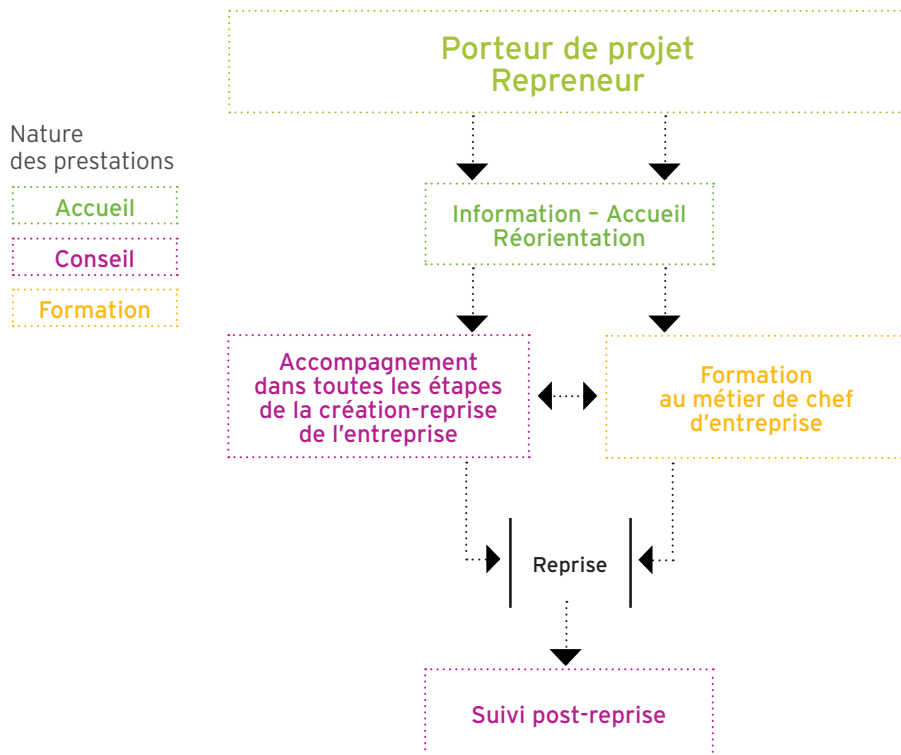 Porteur de projet
Repreneur
Nature
des prestations
Accueil
Conseil
Formation
Information – Accueil
Réorientation
Accompagnement
dans toutes les étapes
de la création-reprise
de l'entreprise
Formation
au métier de chef
d'entreprise
Reprise
Suivi post-reprise